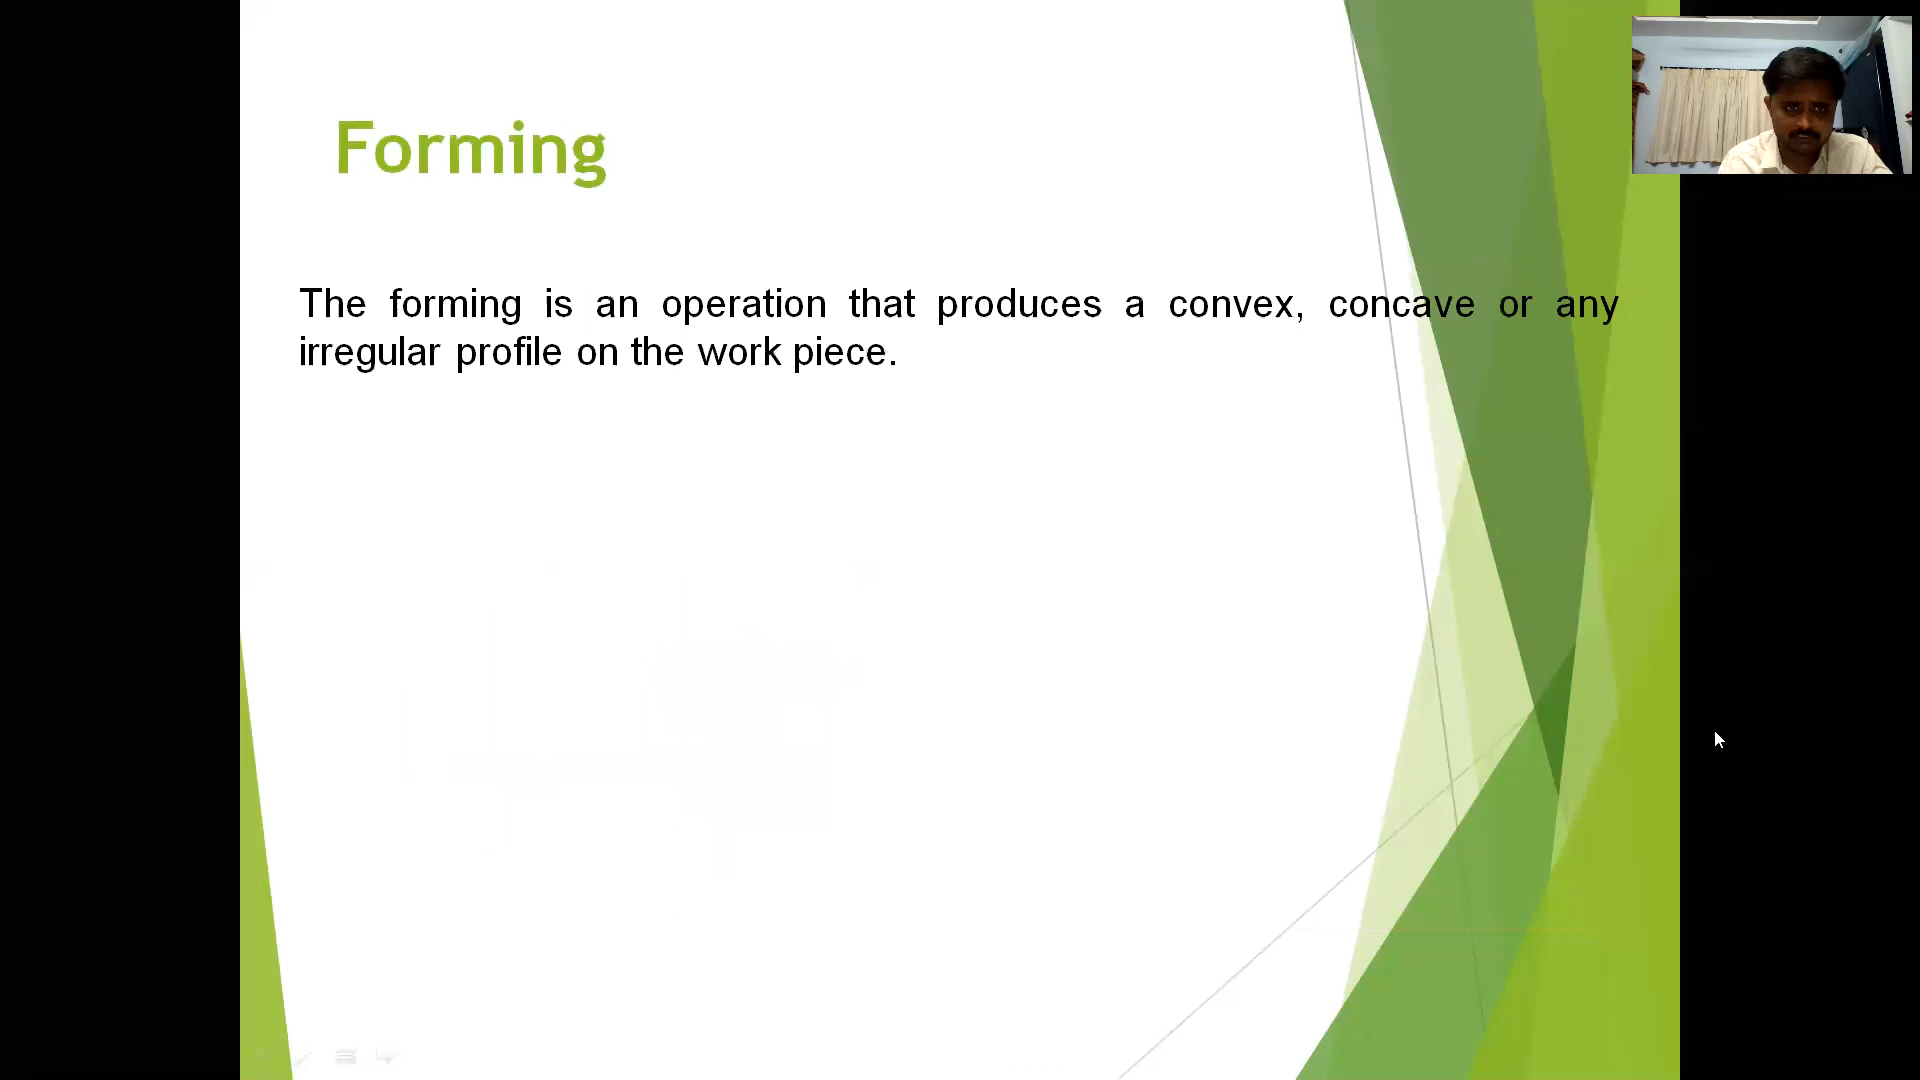 Forming
The forming is an operation that produces a convex, concave or any
irregular profile on the work piece.